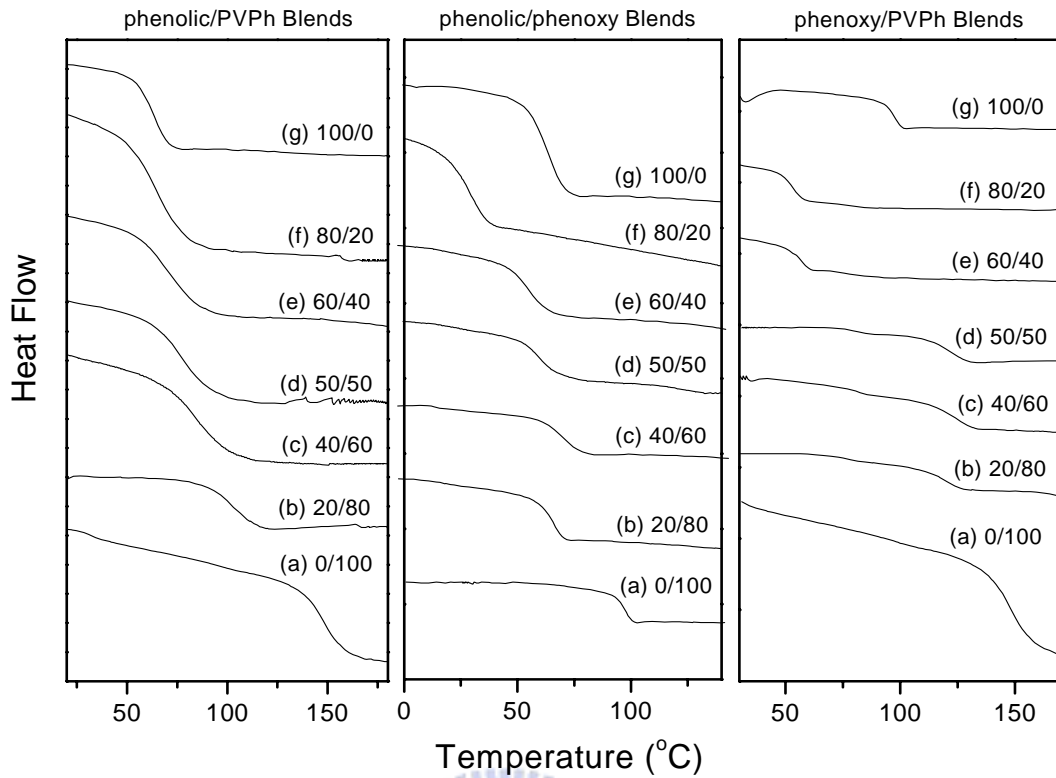 phenolic/PVPh Blends
phenolic/phenoxy Blends
phenoxy/PVPh Blends
Heat Flow
(g) 100/0
(f) 80/20
(e) 60/40
(d) 50/50
(c) 40/60
(b) 20/80
(a) 0/100
50
100
150
(g) 100/0
(f) 80/20
(e) 60/40
(d) 50/50
(c) 40/60
(b) 20/80
(a) 0/100
0
50
100
(g) 100/0
(f) 80/20
(e) 60/40
(d) 50/50
(c) 40/60
(b) 20/80
(a) 0/100
50
100
150
Temperature (°C)